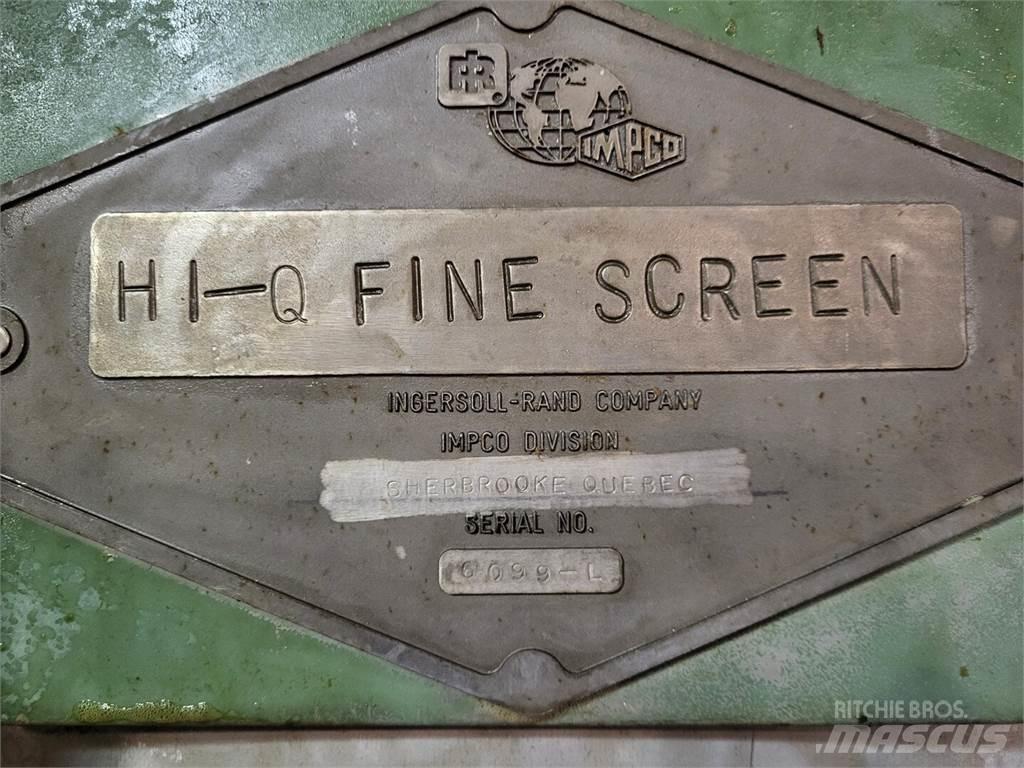 IR
IMPCO
HI-Q FINE SCREEN
INGERSOLL-RAND COMPANY
IMPCO DIVISION
SHERBROOKE QUEBEC
SERIAL NO.
6099-L
RITCHIE BROS.
MASCUS